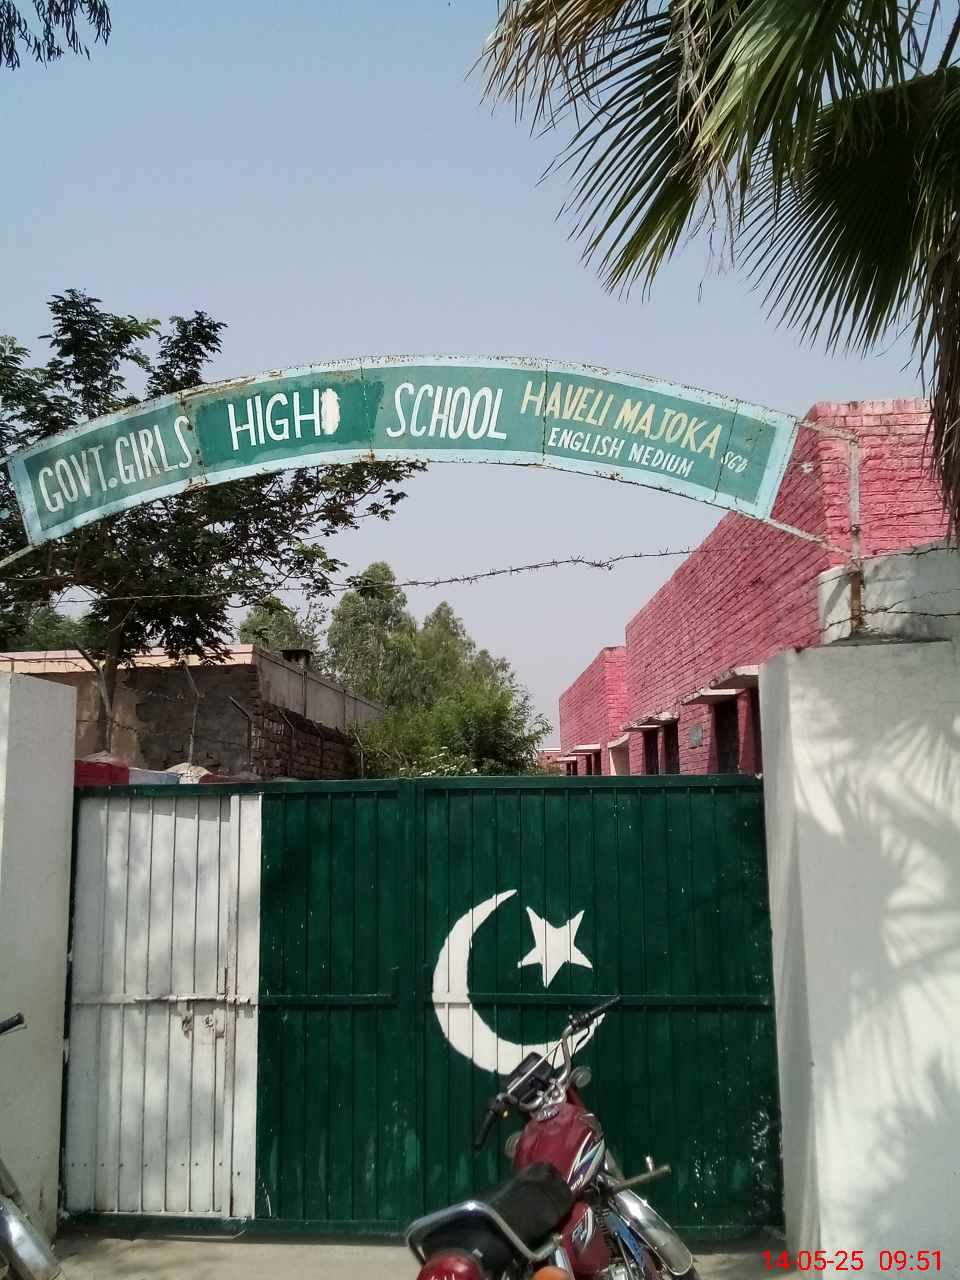 GOVT. GIRLS HIGH SCHOOL HAVELI MAJOKA SGD
ENGLISH MEDIUM
14-05-25 09:51